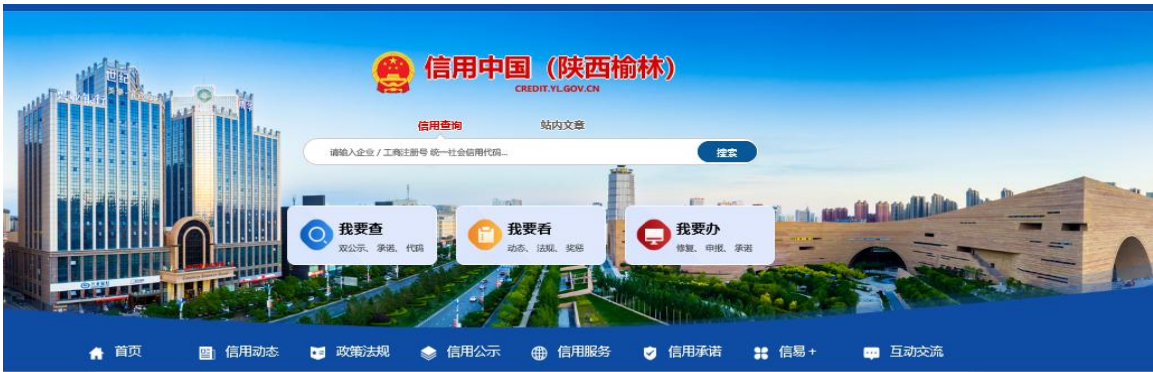 世纪
信用中国（陕西榆林）
CREDIT.YL.GOV.CN
信用查询 站内文章
请输入企业 / 工商注册号 统一社会信用代码... 搜索
我要查 我要看 我要办
双公示、承诺、代码 动态、法规、奖惩 修复、申报、承诺
首页 信用动态 政策法规 信用公示 信用服务 信用承诺 信易+ 互动交流